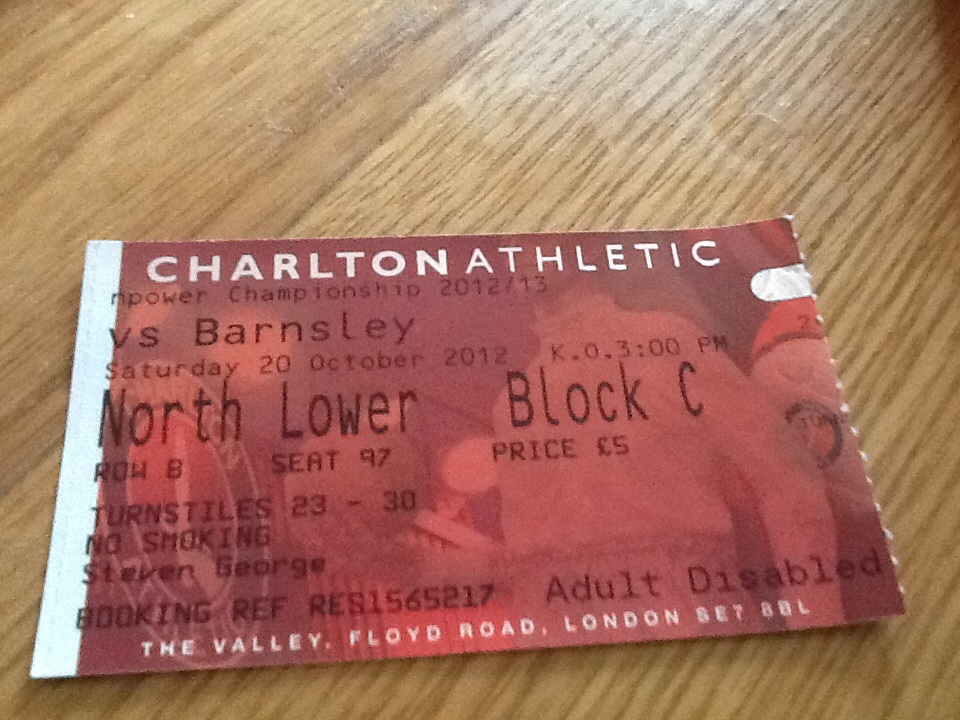 CHARLTON ATHLETIC
npower Championship 2012/13
vs Barnsley
Saturday 20 October 2012 K.O.3:00 PM
North Lower Block C
ROW B SEAT 97 PRICE £5
TURNSTILES 23 - 30
NO SMOKING
Steven George
BOOKING REF RES1565217 Adult Disabled
THE VALLEY, FLOYD ROAD, LONDON SE7 8BL